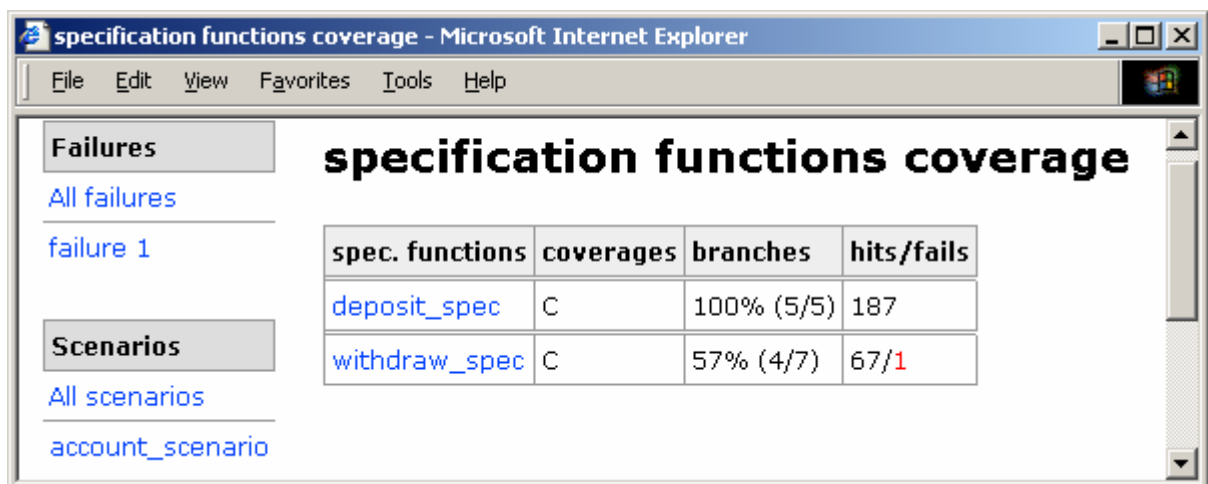 specification functions coverage - Microsoft Internet Explorer
File Edit View Favorites Tools Help
Failures
All failures
failure 1
Scenarios
All scenarios
account_scenario
specification functions coverage
spec. functions coverages branches hits/fails
deposit_spec C 100% (5/5) 187
withdraw_spec C 57% (4/7) 67/1